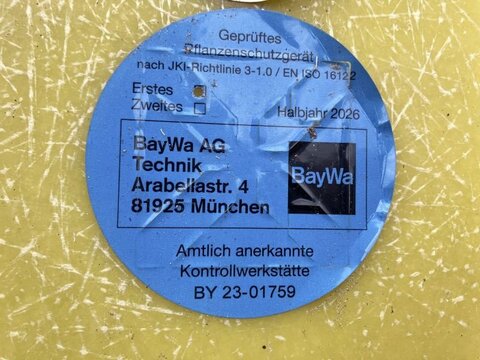 Geprüftes
Pflanzenschutzgerät
nach JKI-Richtlinie 3-1.0 / EN ISO 16122
Erstes
Zweites
Halbjahr 2026
BayWa AG
Technik
Arabellastr. 4
81925 München
BayWa
Amtlich anerkannte
Kontrollwerkstätte
BY 23-01759